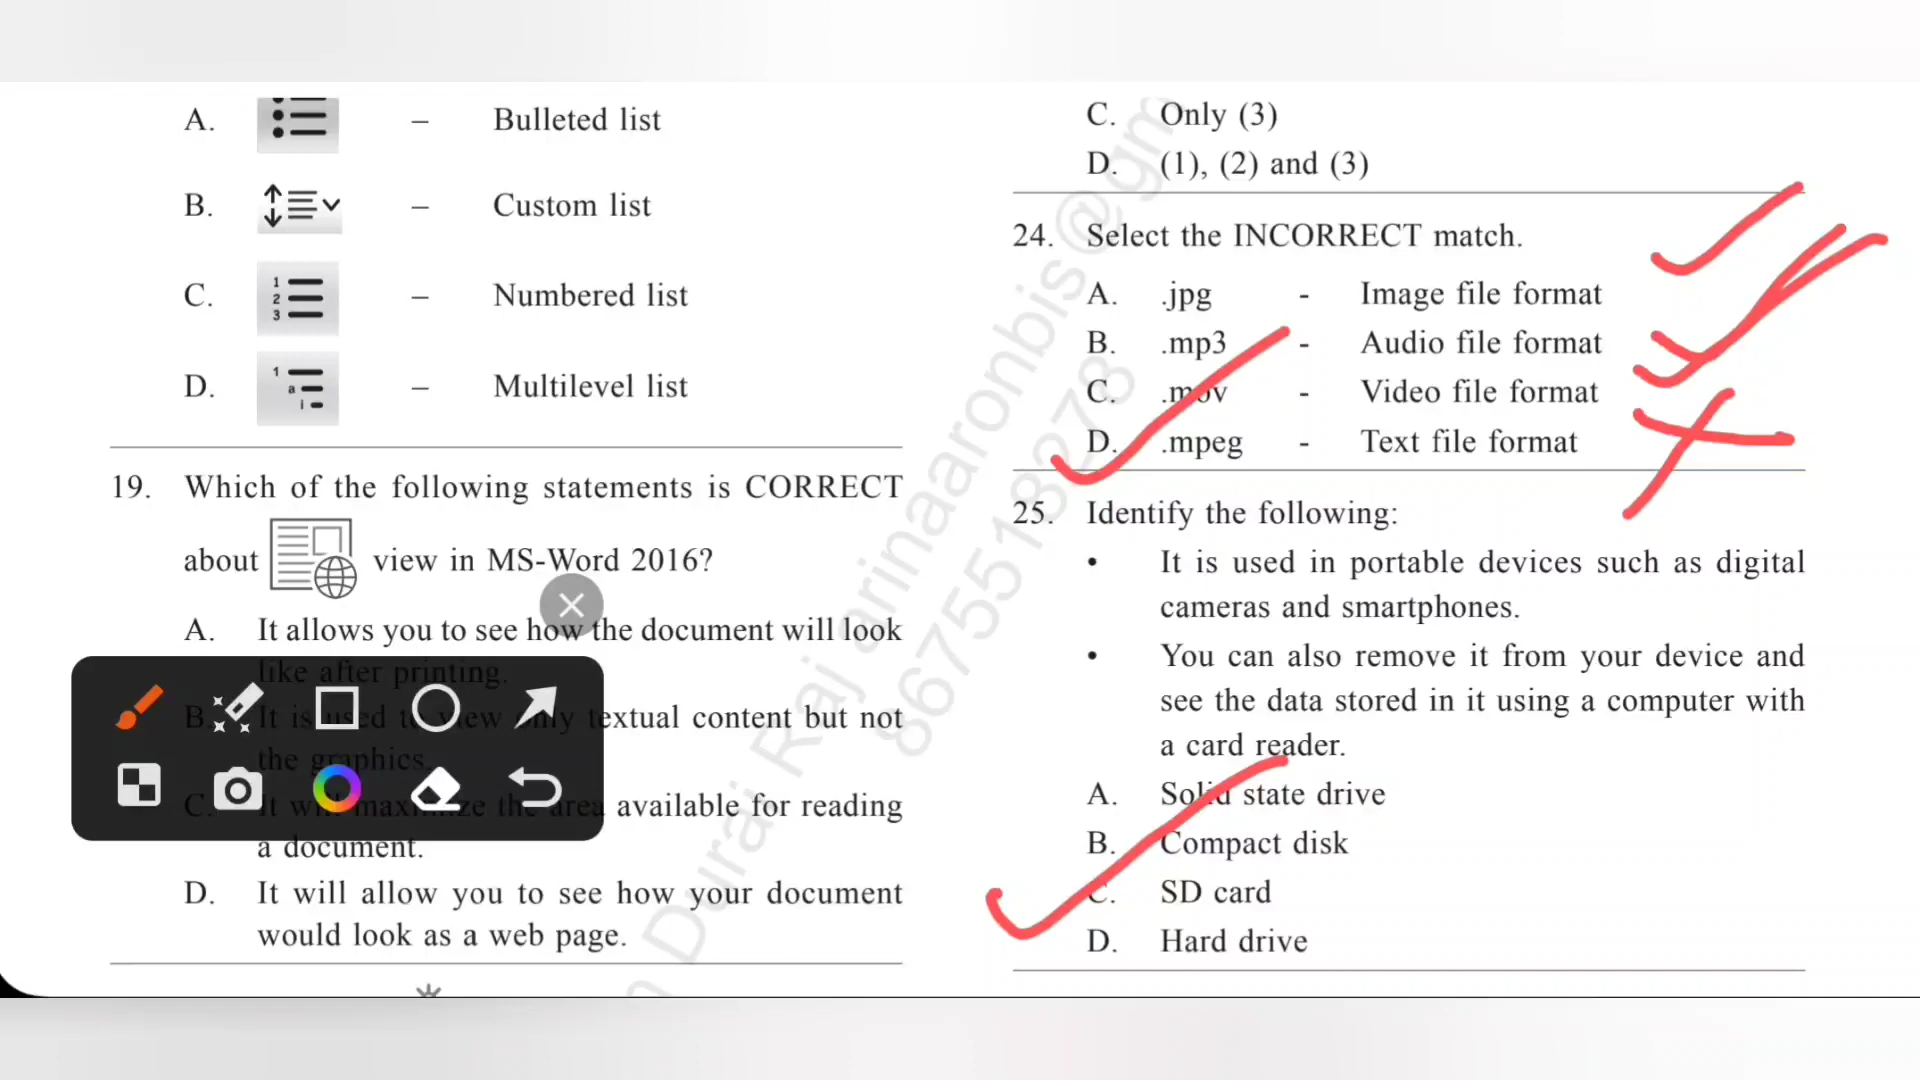 A. – Bulleted list
B. – Custom list
C. – Numbered list
D. – Multilevel list
19. Which of the following statements is CORRECT
about view in MS-Word 2016?
A. It allows you to see how the document will look
like after printing.
B. It is used to view only textual content but not
the graphics.
C. It will maximize the area available for reading
a document.
D. It will allow you to see how your document
would look as a web page.
C. Only (3)
D. (1), (2) and (3)
24. Select the INCORRECT match.
A. .jpg - Image file format
B. .mp3 - Audio file format
C. .mov - Video file format
D. .mpeg - Text file format
25. Identify the following:
• It is used in portable devices such as digital
cameras and smartphones.
• You can also remove it from your device and
see the data stored in it using a computer with
a card reader.
A. Solid state drive
B. Compact disk
C. SD card
D. Hard drive
Durai Raj arinaaronbis@gm
8675518278